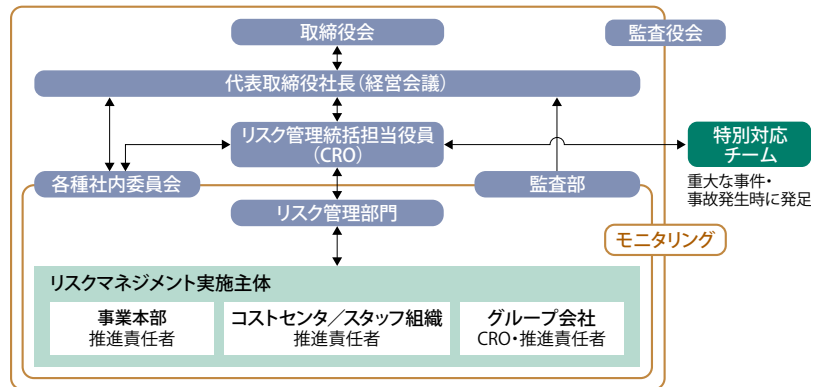 取締役会
監査役会
代表取締役社長（経営会議）
リスク管理統括担当役員
（CRO）
特別対応
チーム
重大な事件・
事故発生時に発足
各種社内委員会
監査部
リスク管理部門
モニタリング
リスクマネジメント実施主体
事業本部
推進責任者
コストセンタ／スタッフ組織
推進責任者
グループ会社
CRO・推進責任者